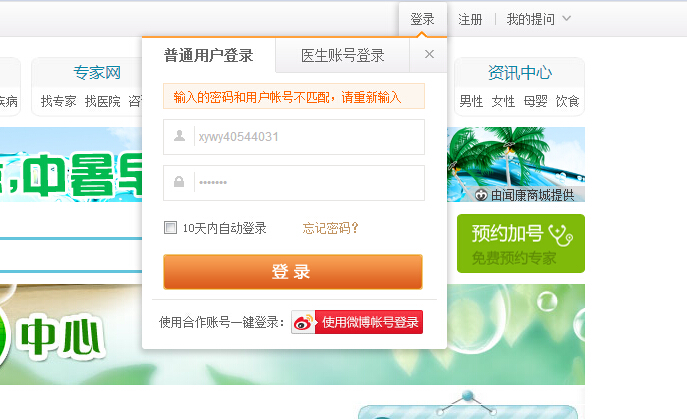 登录 注册 | 我的提问
普通用户登录 医生账号登录 ×
专家网 资讯中心
疾病 找专家 找医院 男性 女性 母婴 饮食
输入的密码和用户帐号不匹配，请重新输入
xywy40544031
•••••••
,中暑早
由闻康商城提供
10天内自动登录 忘记密码?
预约加号
免费预约专家
登 录
中心
使用合作账号一键登录： 使用微博帐号登录